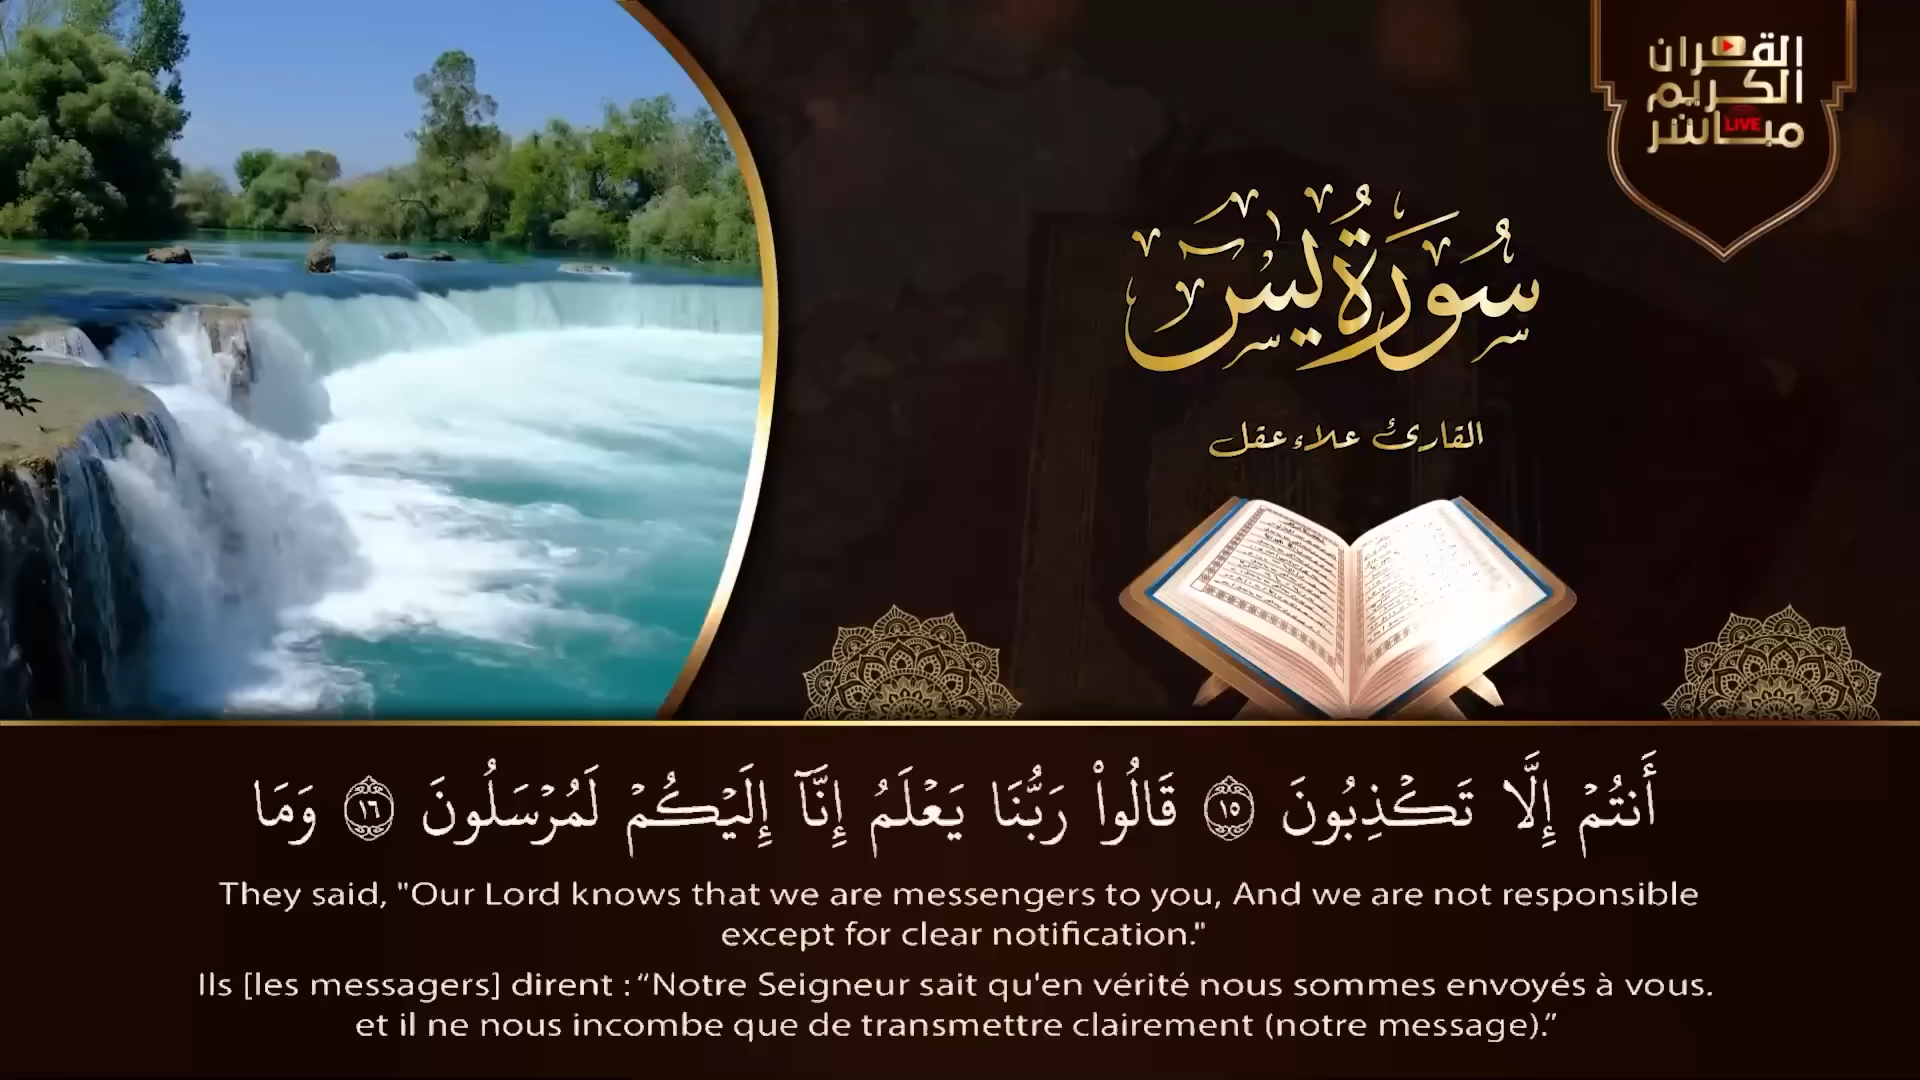 القرآن
الكريم
مباشر
LIVE
سُورَةُ يسٓ
القارئ علاء عقل
أَنتُمۡ إِلَّا تَكۡذِبُونَ ١٥ قَالُواْ رَبُّنَا يَعۡلَمُ إِنَّآ إِلَيۡكُمۡ لَمُرۡسَلُونَ ١٦ وَمَا
They said, "Our Lord knows that we are messengers to you, And we are not responsible
except for clear notification."
Ils [les messagers] dirent : “Notre Seigneur sait qu'en vérité nous sommes envoyés à vous.
et il ne nous incombe que de transmettre clairement (notre message).”